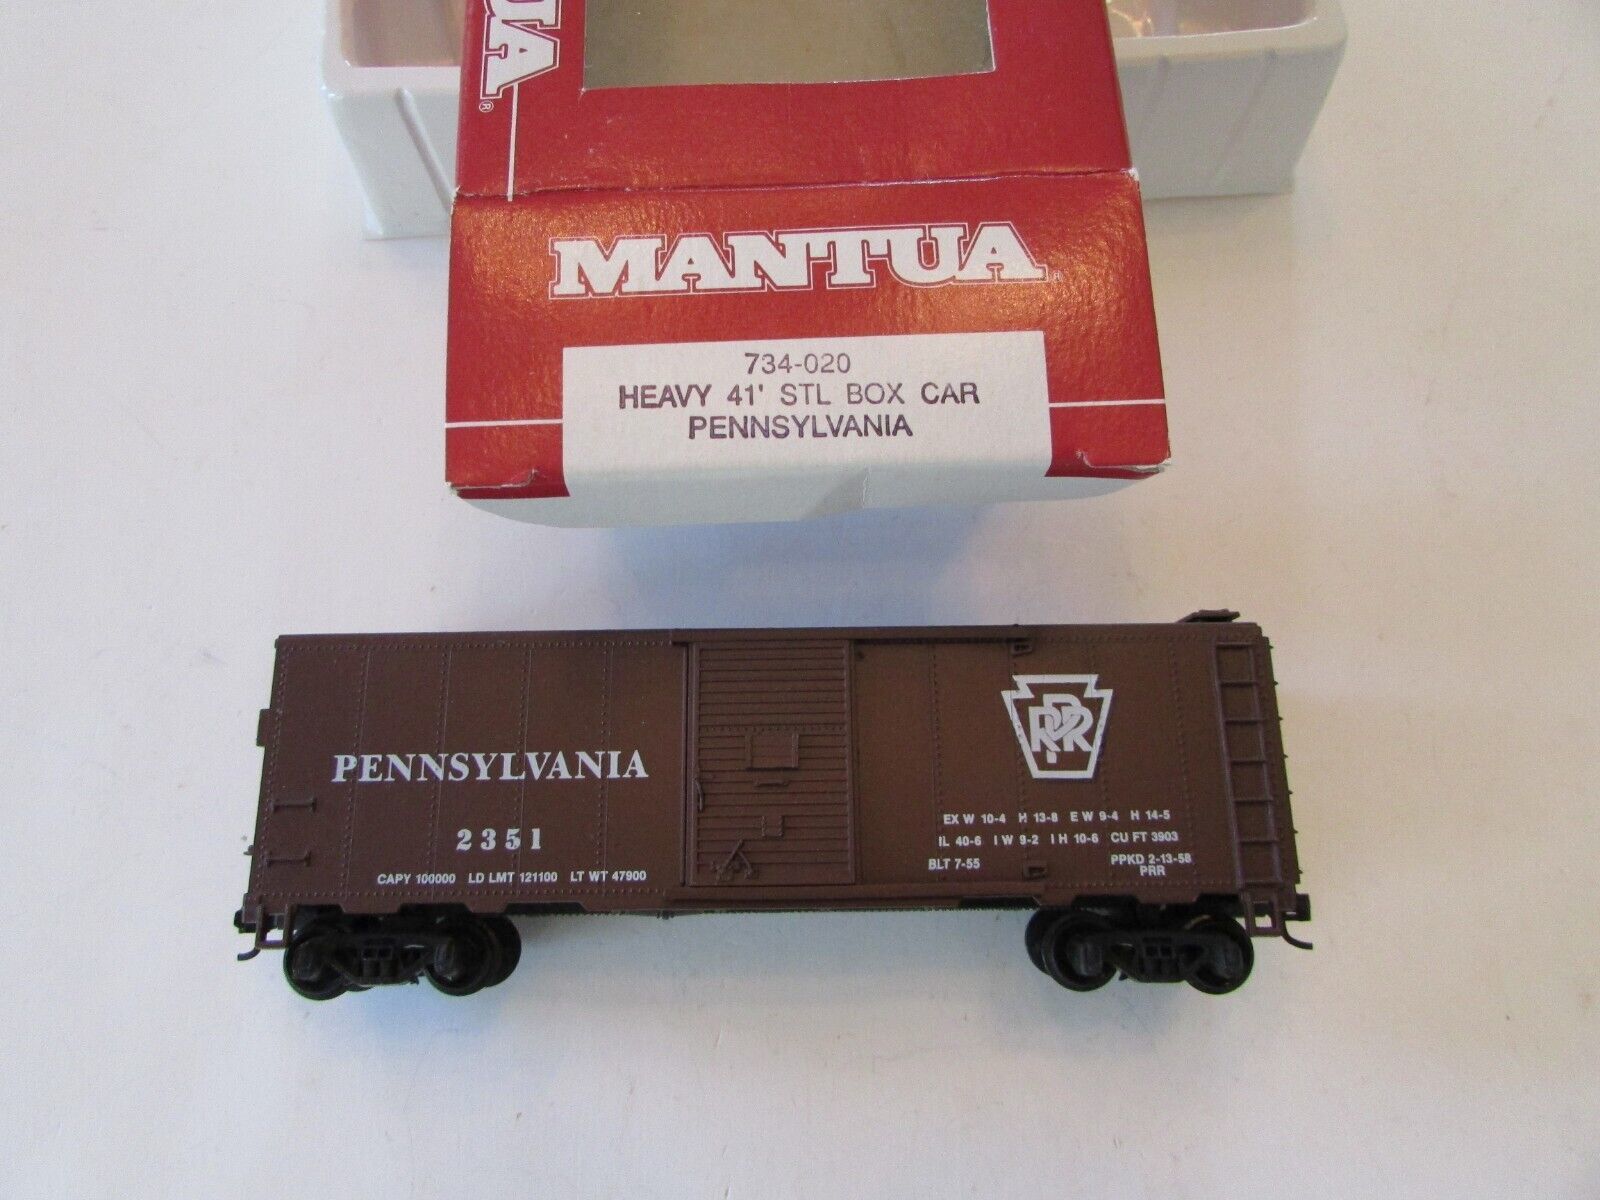 UA®
MANTUA®
734-020
HEAVY 41' STL BOX CAR
PENNSYLVANIA
PENNSYLVANIA
2351
CAPY 100000 LD LMT 121100 LT WT 47900
PRR
EX W 10-4 H 13-8 E W 9-4 H 14-5
IL 40-6 I W 9-2 I H 10-6 CU FT 3903
BLT 7-55 PPKD 2-13-58
PRR